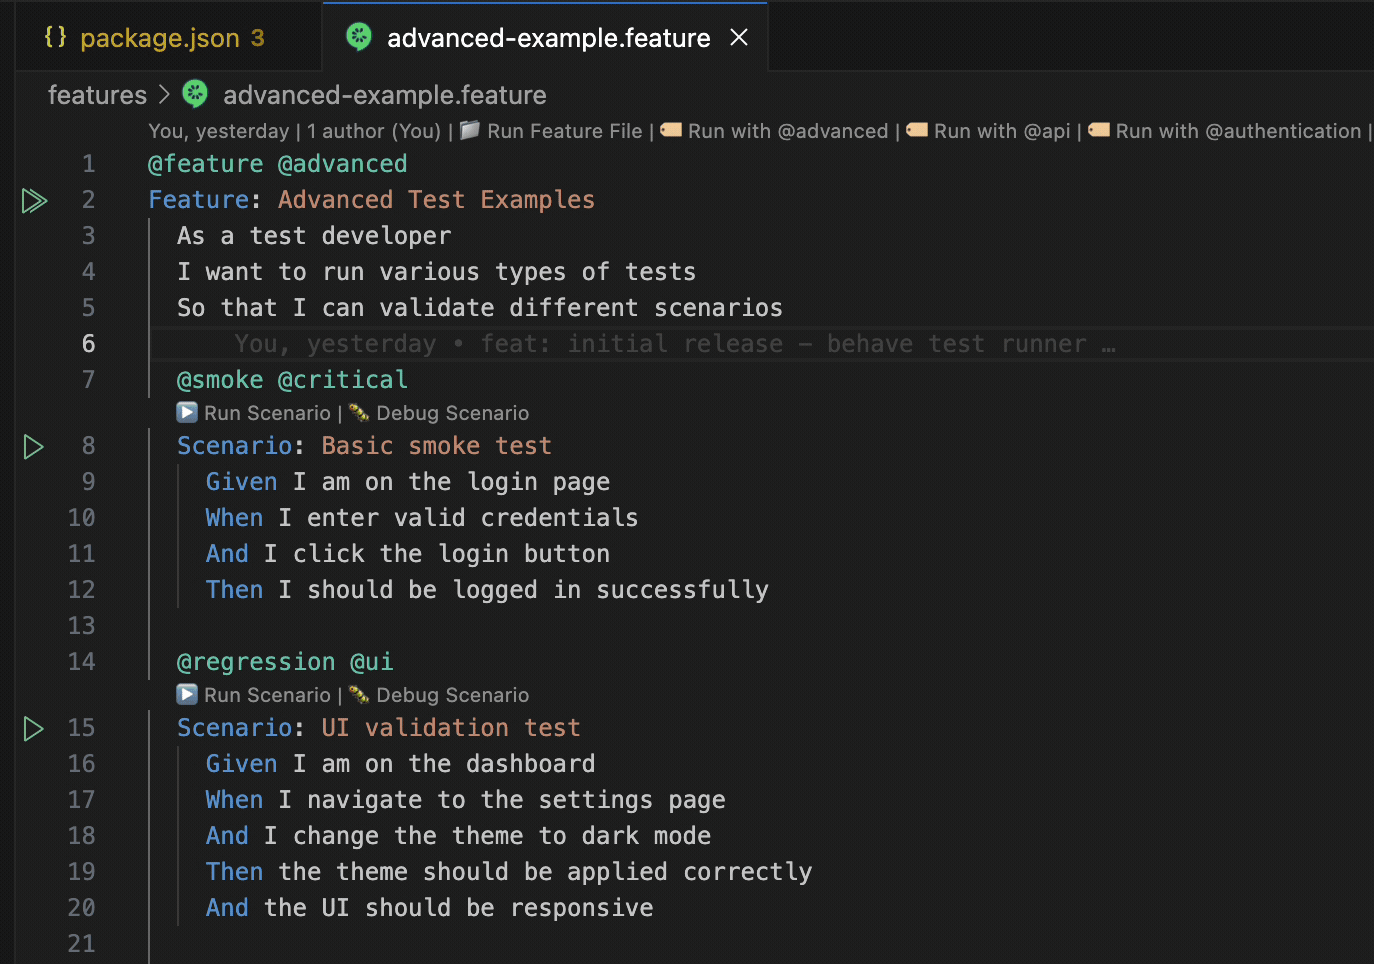 {} package.json 3 advanced-example.feature ×
features > advanced-example.feature
You, yesterday | 1 author (You) | Run Feature File | Run with @advanced | Run with @api | Run with @authentication |
1 @feature @advanced
2 Feature: Advanced Test Examples
3 As a test developer
4 I want to run various types of tests
5 So that I can validate different scenarios
6 You, yesterday • feat: initial release – behave test runner …
7 @smoke @critical
Run Scenario | Debug Scenario
8 Scenario: Basic smoke test
9 Given I am on the login page
10 When I enter valid credentials
11 And I click the login button
12 Then I should be logged in successfully
13
14 @regression @ui
Run Scenario | Debug Scenario
15 Scenario: UI validation test
16 Given I am on the dashboard
17 When I navigate to the settings page
18 And I change the theme to dark mode
19 Then the theme should be applied correctly
20 And the UI should be responsive
21